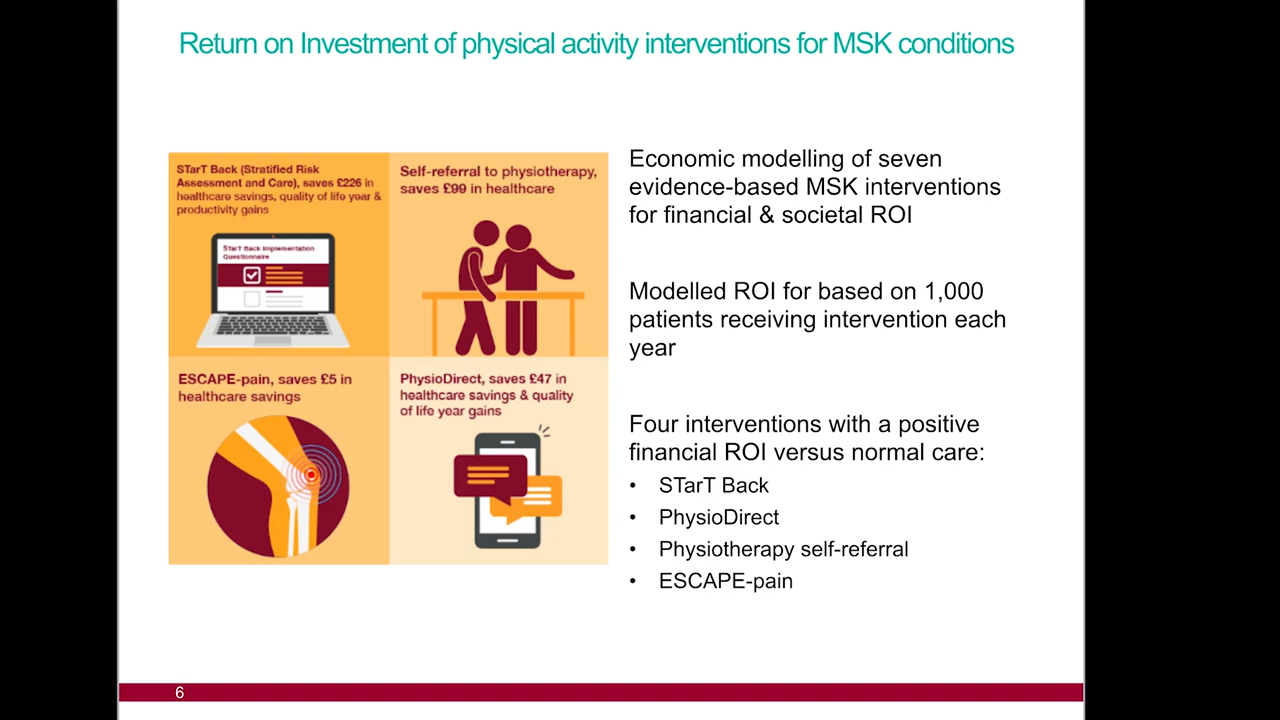 Return on Investment of physical activity interventions for MSK conditions
STarT Back (Stratified Risk
Assessment and Care), saves £226 in
healthcare savings, quality of life year &
productivity gains
STarT Back Implementation
Questionnaire
Self-referral to physiotherapy,
saves £99 in healthcare
ESCAPE-pain, saves £5 in
healthcare savings
PhysioDirect, saves £47 in
healthcare savings & quality
of life year gains
Economic modelling of seven
evidence-based MSK interventions
for financial & societal ROI
Modelled ROI for based on 1,000
patients receiving intervention each
year
Four interventions with a positive
financial ROI versus normal care:
• STarT Back
• PhysioDirect
• Physiotherapy self-referral
• ESCAPE-pain
6